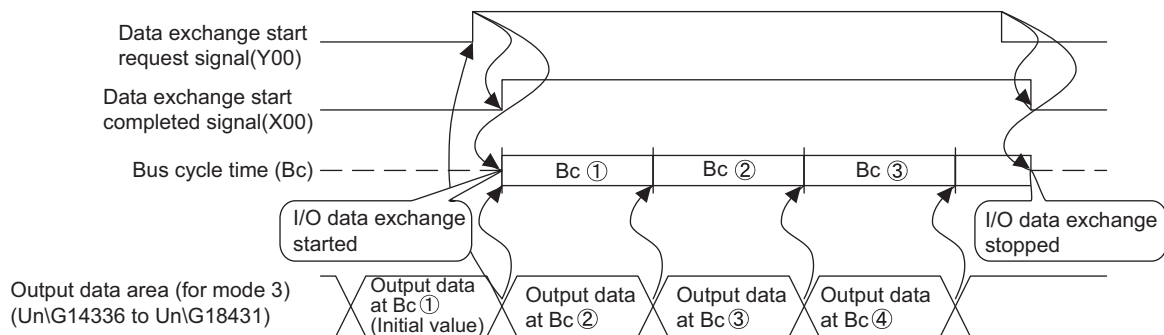 Data exchange start
request signal(Y00)
Data exchange start
completed signal(X00)
Bus cycle time (Bc)
Bc ①
Bc ②
Bc ③
I/O data exchange
started
I/O data exchange
stopped
Output data area (for mode 3)
(Un\G14336 to Un\G18431)
Output data
at Bc ①
(Initial value)
Output data
at Bc ②
Output data
at Bc ③
Output data
at Bc ④